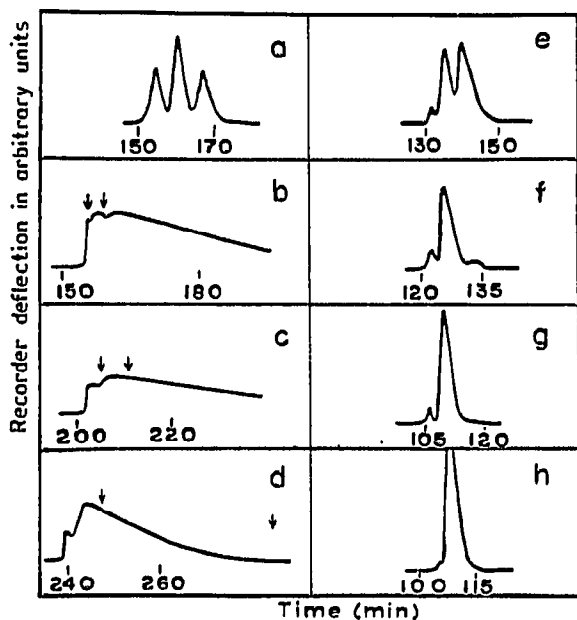 Recorder deflection in arbitrary units
a
150 170
b
150 180
c
200 220
d
240 260
e
130 150
f
120 135
g
105 120
h
100 115
Time (min)